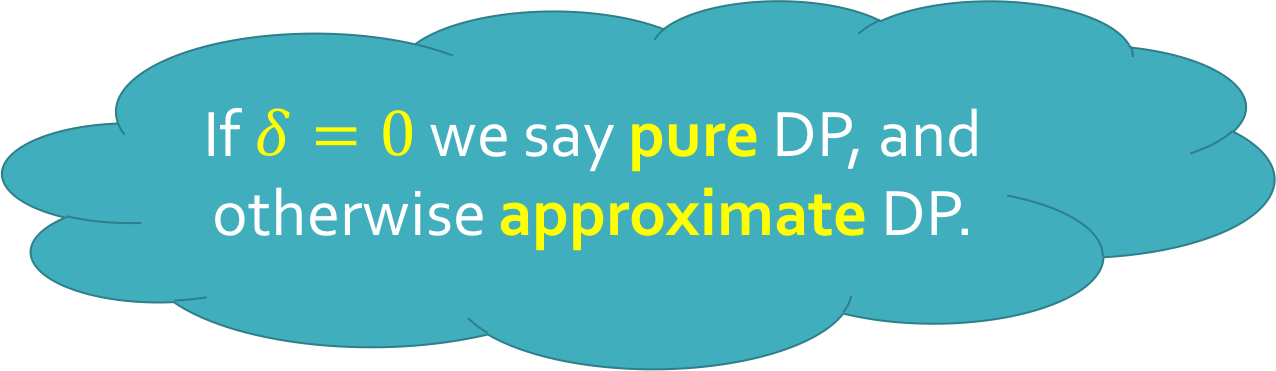 If 𝛿 = 0 we say pure DP, and
otherwise approximate DP.